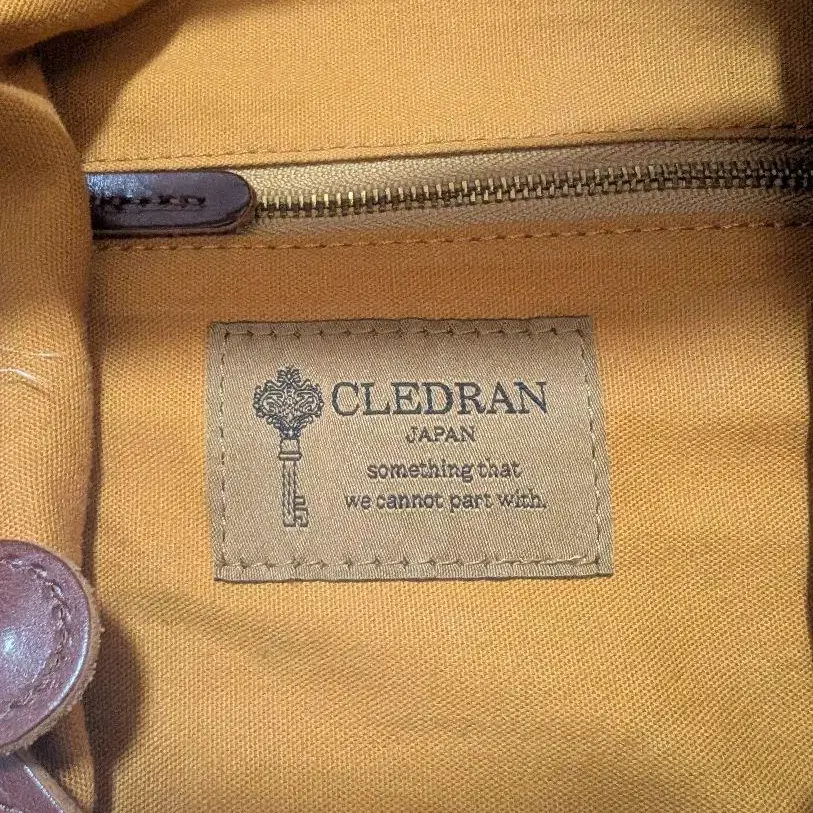 CLEDRAN
JAPAN
something that
we cannot part with.